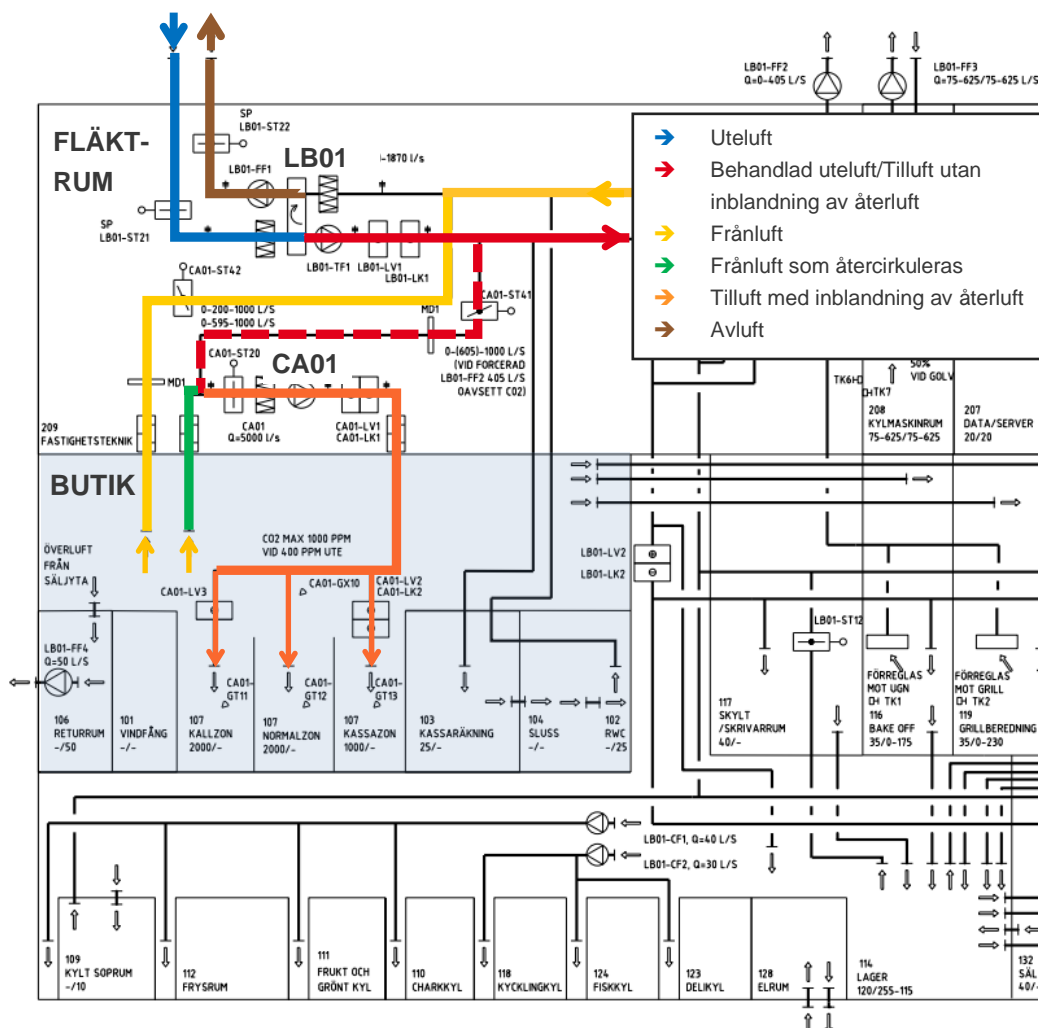 LB01-FF2
Q=0-405 L/S
LB01-FF3
Q=75-625/75-625 L/S
SP
LB01-ST22
FLÄKT-
RUM
LB01
LB01-FF1
-1870 l/s
SP
LB01-ST21
LB01-TF1
LB01-LV1
LB01-LK1
Uteluft
Behandlad uteluft/Tilluft utan
inblandning av återluft
Frånluft
Frånluft som återcirkuleras
Tilluft med inblandning av återluft
Avluft
CA01-ST42
0-200-1000 L/S
0-595-1000 L/S
MD1
CA01-ST41
CA01-ST20
CA01
MD1
0-(605)-1000 L/S
(VID FORCERAD
LB01-FF2 405 L/S
OAVSETT CO2)
209
FASTIGHETSTEKNIK
CA01
Q=5000 l/s
CA01-LV1
CA01-LK1
50%
VID GOLV
TK6
TK7
208
KYLMASKINRUM
75-625/75-625
207
DATA/SERVER
20/20
BUTIK
ÖVERLUFT
FRÅN
SÄLJYTA
CO2 MAX 1000 PPM
VID 400 PPM UTE
CA01-LV3
CA01-GX10
CA01-LV2
CA01-LK2
LB01-LV2
LB01-LK2
LB01-ST12
LB01-FF4
Q=50 L/S
CA01-
GT11
CA01-
GT12
CA01-
GT13
106
RETURRUM
-/50
101
VINDFÅNG
-/-
107
KALLZON
2000/-
107
NORMALZON
2000/-
107
KASSAZON
1000/-
103
KASSARÄKNING
25/-
104
SLUSS
-/-
102
RWC
-/25
117
SKYLT
/SKRIVARRUM
40/-
FÖRREGLAS
MOT UGN
TK1
116
BAKE OFF
35/0-175
FÖRREGLAS
MOT GRILL
TK2
119
GRILLBEREDNING
35/0-230
LB01-CF1, Q=40 L/S
LB01-CF2, Q=30 L/S
109
KYLT SOPRUM
-/10
112
FRYSRUM
111
FRUKT OCH
GRÖNT KYL
110
CHARKKYL
118
KYCKLINGKYL
124
FISKKYL
123
DELIKYL
128
ELRUM
114
LAGER
120/255-115
132
SÄL
40/-